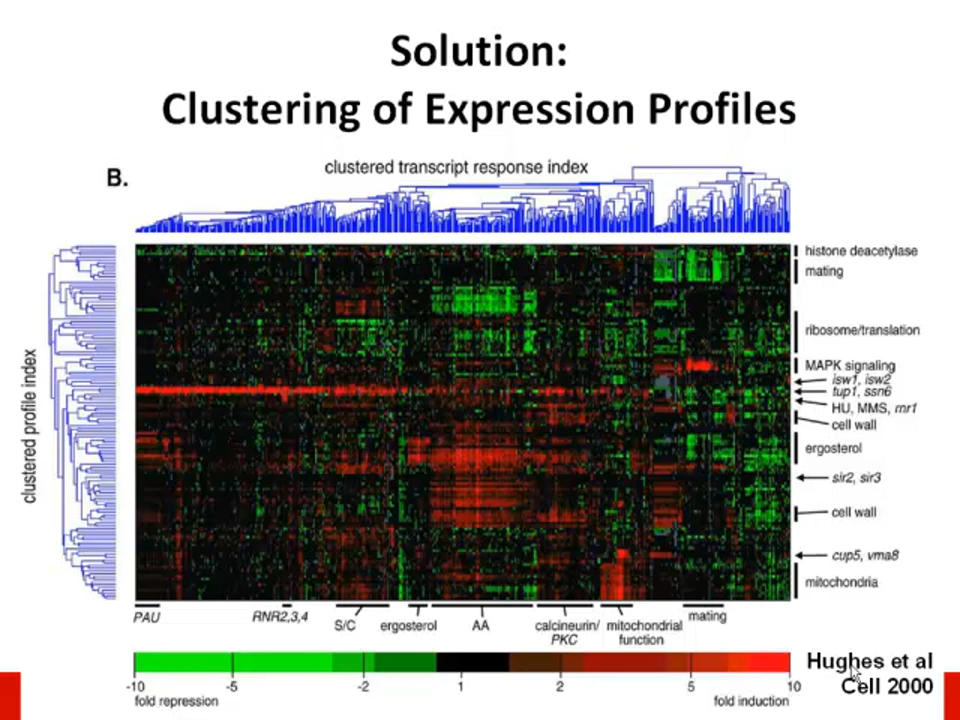 Solution:
Clustering of Expression Profiles
B.
clustered transcript response index
clustered profile index
histone deacetylase
mating
ribosome/translation
MAPK signaling
isw1, isw2
tup1, ssn6
HU, MMS, rnr1
cell wall
ergosterol
sir2, sir3
cell wall
cup5, vma8
mitochondria
PAU
RNR2,3,4
S/C
ergosterol
AA
calcineurin/
PKC
mitochondrial
function
mating
-10 -5 -2 1 2 5 10
fold repression fold induction
Hughes et al
Cell 2000